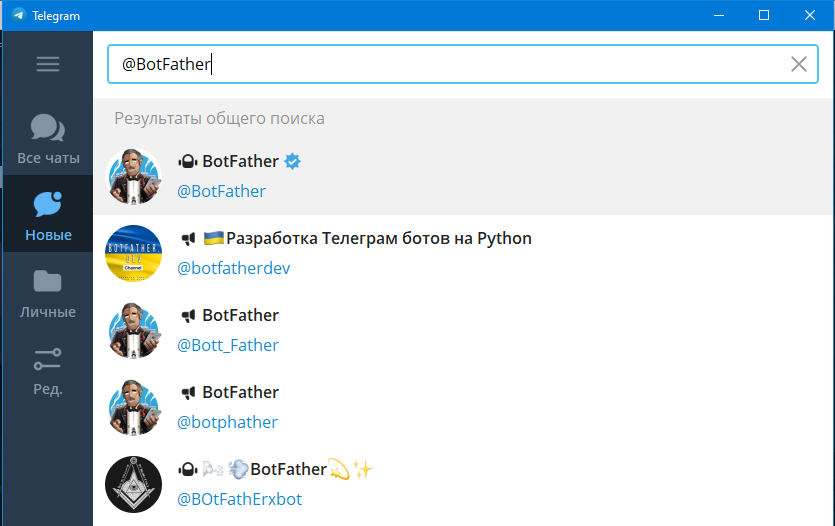 Telegram
@BotFather
Результаты общего поиска
Все чаты
BotFather
@BotFather
Новые
Разработка Телеграм ботов на Python
@botfatherdev
BOTFATHER
Channel
Личные
BotFather
@Bott_Father
Ред.
BotFather
@botphather
BotFather
@BOtFathErxbot